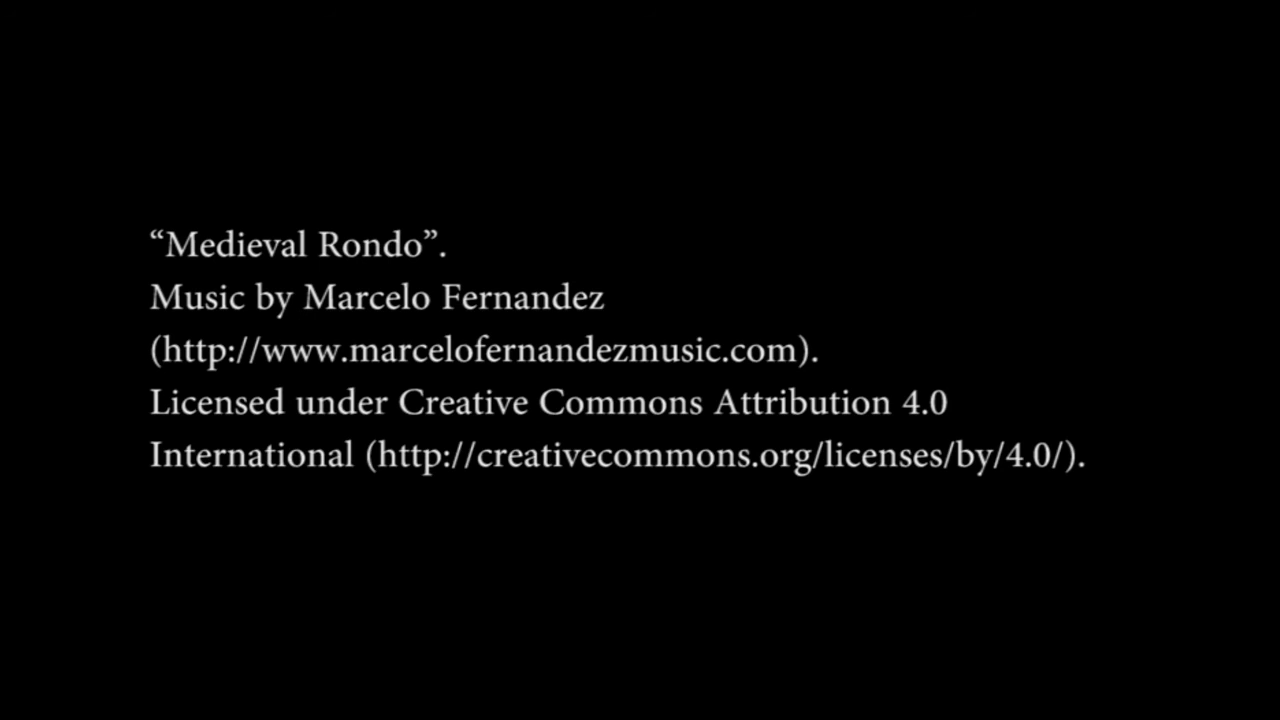 “Medieval Rondo”.
Music by Marcelo Fernandez
(http://www.marcelofernandezmusic.com).
Licensed under Creative Commons Attribution 4.0
International (http://creativecommons.org/licenses/by/4.0/).